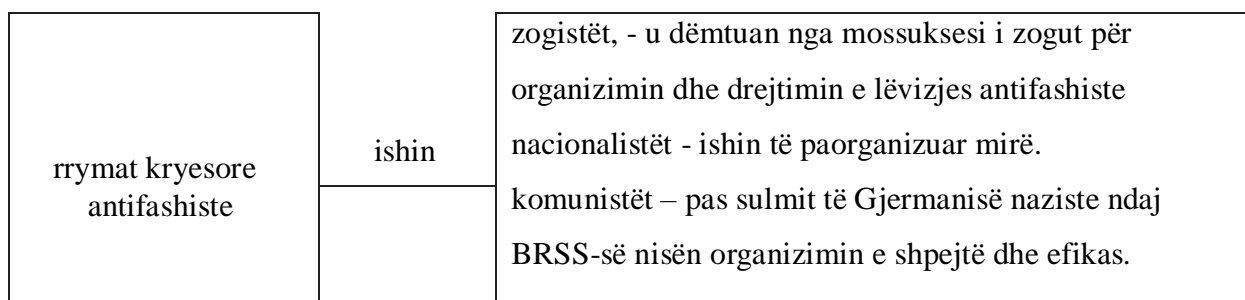 rrymat kryesore
antifashiste
ishin
zogistët, - u dëmtuan nga mossuksesi i zogut për
organizimin dhe drejtimin e lëvizjes antifashiste
nacionalistët - ishin të paorganizuar mirë.
komunistët – pas sulmit të Gjermanisë naziste ndaj
BRSS-së nisën organizimin e shpejtë dhe efikas.